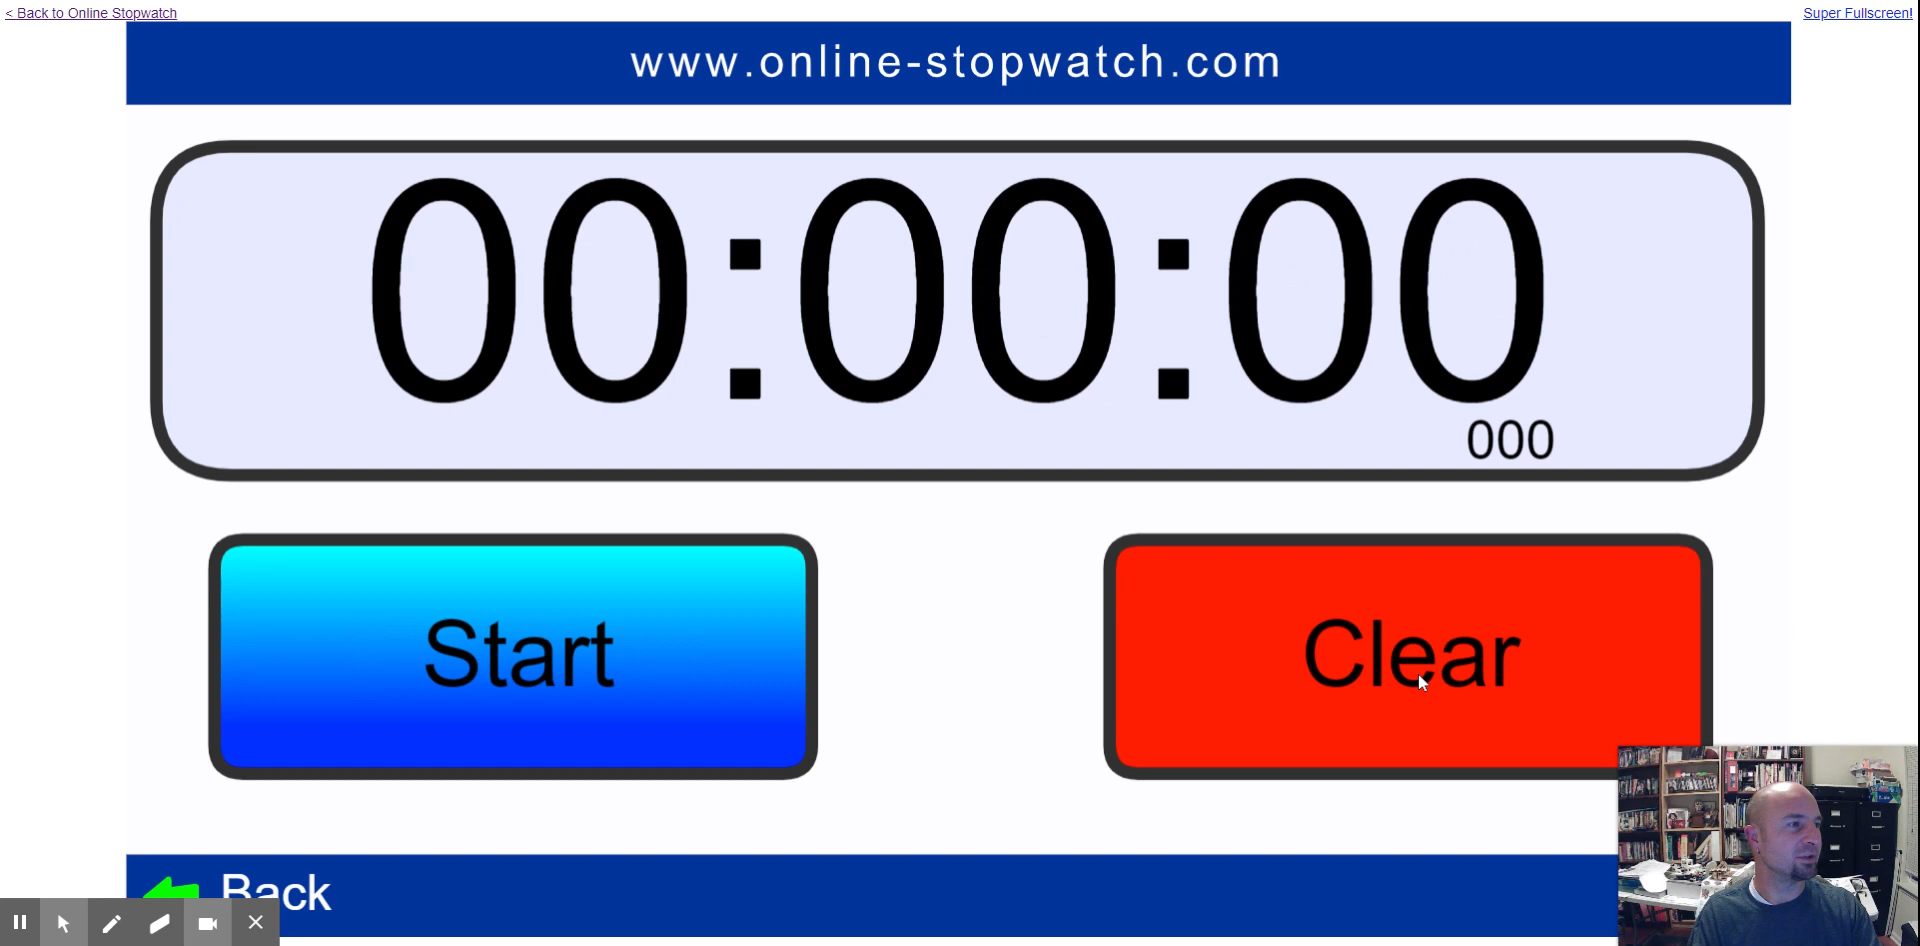 < Back to Online Stopwatch
Super Fullscreen!
www.online-stopwatch.com
00:00:00
000
Start
Clear
Back